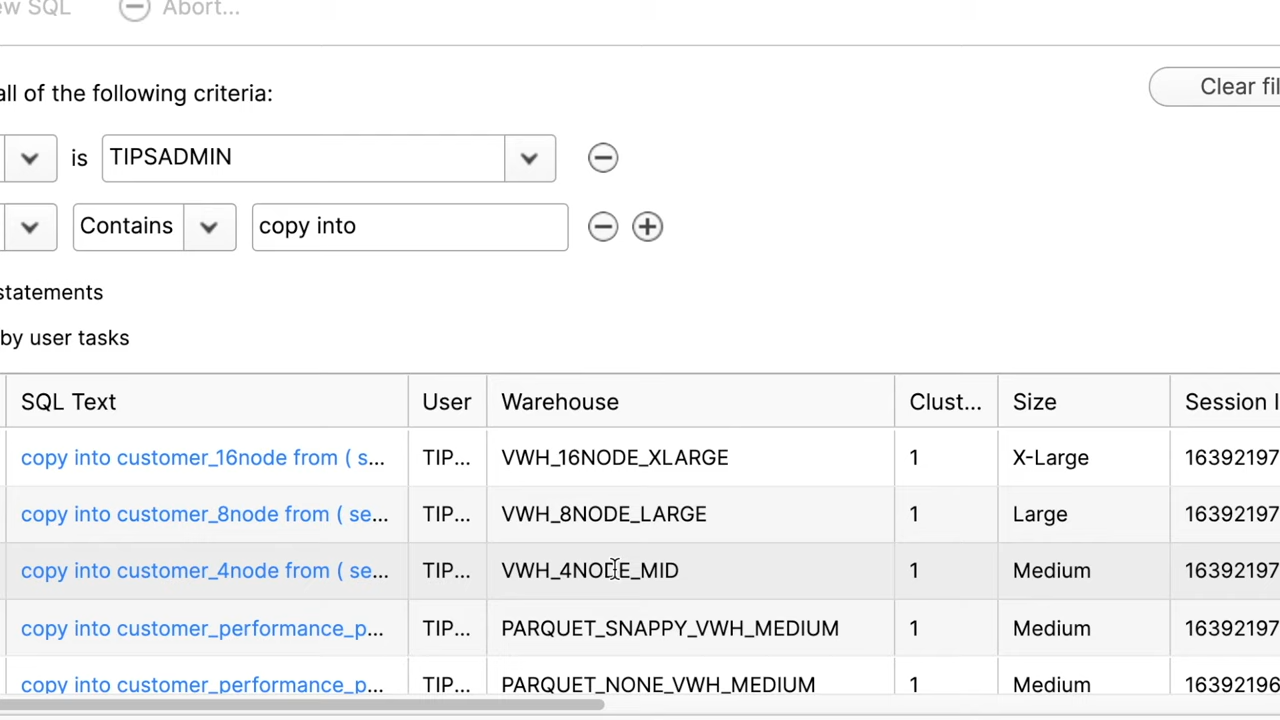 ew SQL Abort...
all of the following criteria:
Clear fil
is TIPSADMIN
Contains copy into
statements
by user tasks
SQL Text User Warehouse Clust... Size Session I
copy into customer_16node from ( s... TIP... VWH_16NODE_XLARGE 1 X-Large 16392197
copy into customer_8node from ( se... TIP... VWH_8NODE_LARGE 1 Large 16392197
copy into customer_4node from ( se... TIP... VWH_4NODE_MID 1 Medium 16392197
copy into customer_performance_p... TIP... PARQUET_SNAPPY_VWH_MEDIUM 1 Medium 16392197
copy into customer_performance_p... TIP... PARQUET_NONE_VWH_MEDIUM 1 Medium 16392196